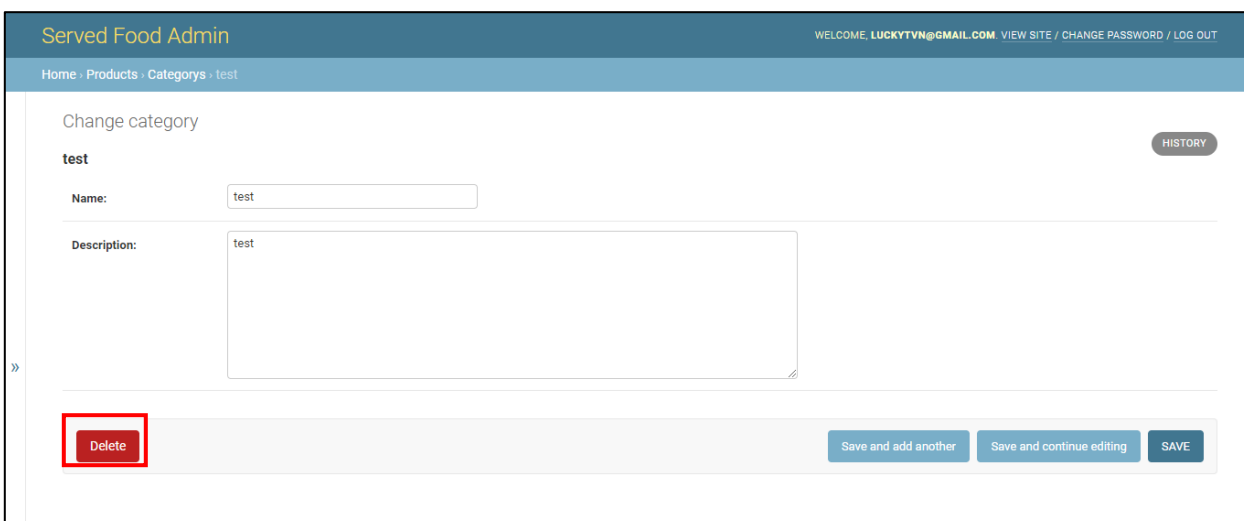 Served Food Admin
WELCOME, LUCKYTVN@GMAIL.COM. VIEW SITE / CHANGE PASSWORD / LOG OUT
Home › Products › Categorys › test
Change category
HISTORY
test
Name: test
Description: test
»
Delete Save and add another Save and continue editing SAVE